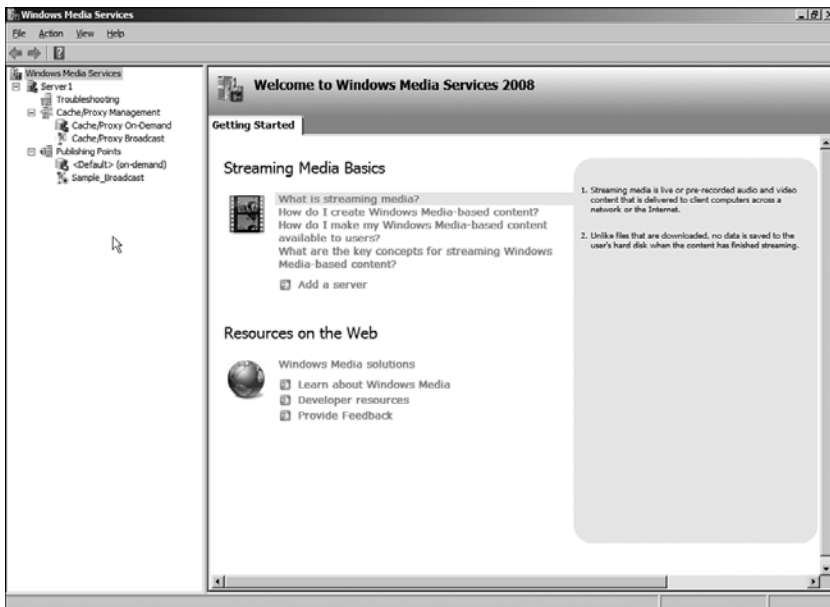 Windows Media Services
File Action View Help
Windows Media Services
Server1
Troubleshooting
Cache/Proxy Management
Cache/Proxy On-Demand
Cache/Proxy Broadcast
Publishing Points
<Default> (on-demand)
Sample_Broadcast
Welcome to Windows Media Services 2008
Getting Started
Streaming Media Basics
What is streaming media?
How do I create Windows Media-based content?
How do I make my Windows Media-based content
available to users?
What are the key concepts for streaming Windows
Media-based content?
Add a server
1. Streaming media is live or pre-recorded audio and video
content that is delivered to client computers across a
network or the Internet.
2. Unlike files that are downloaded, no data is saved to the
user's hard disk when the content has finished streaming.
Resources on the Web
Windows Media solutions
Learn about Windows Media
Developer resources
Provide Feedback